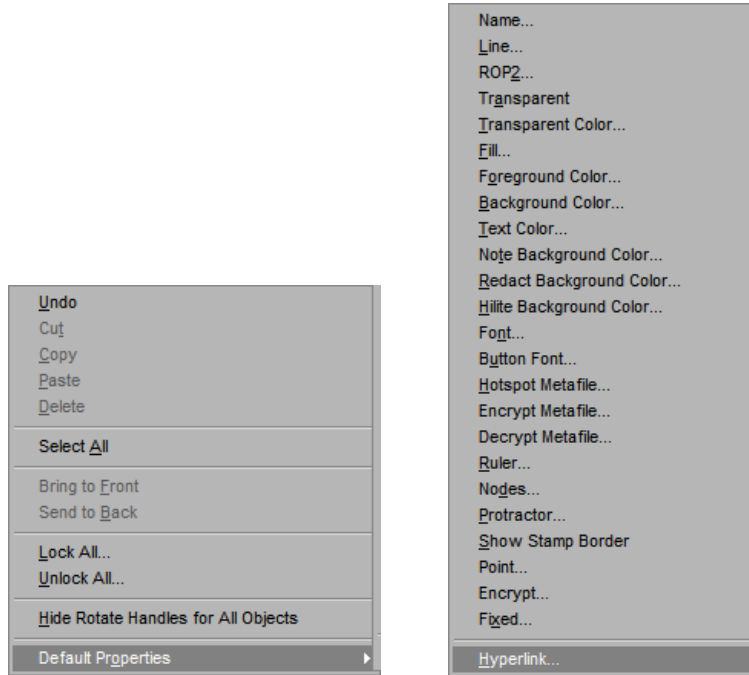 Undo
Cut
Copy
Paste
Delete
Select All
Bring to Front
Send to Back
Lock All...
Unlock All...
Hide Rotate Handles for All Objects
Default Properties
Name...
Line...
ROP2...
Transparent
Transparent Color...
Fill...
Foreground Color...
Background Color...
Text Color...
Note Background Color...
Redact Background Color...
Hilite Background Color...
Font...
Button Font...
Hotspot Metafile...
Encrypt Metafile...
Decrypt Metafile...
Ruler...
Nodes...
Protractor...
Show Stamp Border
Point...
Encrypt...
Fixed...
Hyperlink...